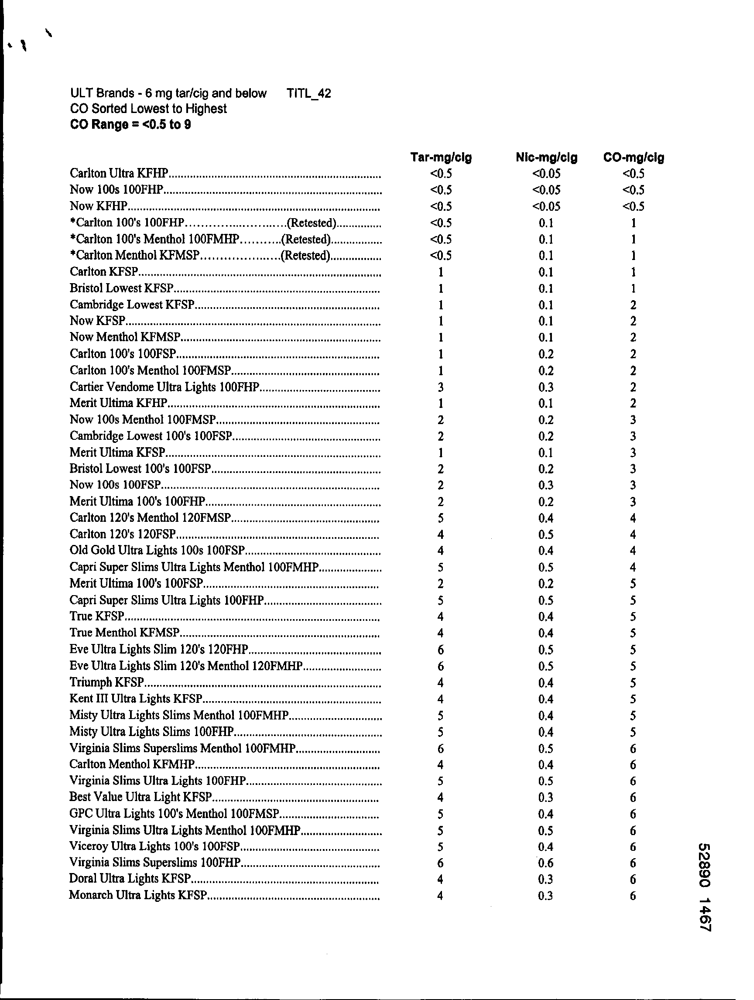 ULT Brands - 6 mg tar/cig and below TITL_42
CO Sorted Lowest to Highest
CO Range = <0.5 to 9
Tar-mg/cig Nic-mg/cig CO-mg/cig
Carlton Ultra KFHP <0.5 <0.05 <0.5
Now 100s 100FHP <0.5 <0.05 <0.5
Now KFHP <0.5 <0.05 <0.5
*Carlton 100's 100FHP (Retested) <0.5 0.1 1
*Carlton 100's Menthol 100FMHP (Retested) <0.5 0.1 1
*Carlton Menthol KFMSP (Retested) <0.5 0.1 1
Carlton KFSP 1 0.1 1
Bristol Lowest KFSP 1 0.1 1
Cambridge Lowest KFSP 1 0.1 2
Now KFSP 1 0.1 2
Now Menthol KFMSP 1 0.1 2
Carlton 100's 100FSP 1 0.2 2
Carlton 100's Menthol 100FMSP 1 0.2 2
Cartier Vendome Ultra Lights 100FHP 3 0.3 2
Merit Ultima KFHP 1 0.1 2
Now 100s Menthol 100FMSP 2 0.2 3
Cambridge Lowest 100's 100FSP 2 0.2 3
Merit Ultima KFSP 1 0.1 3
Bristol Lowest 100's 100FSP 2 0.2 3
Now 100s 100FSP 2 0.3 3
Merit Ultima 100's 100FHP 2 0.2 3
Carlton 120's Menthol 120FMSP 5 0.4 4
Carlton 120's 120FSP 4 0.5 4
Old Gold Ultra Lights 100s 100FSP 4 0.4 4
Capri Super Slims Ultra Lights Menthol 100FMHP 5 0.5 4
Merit Ultima 100's 100FSP 2 0.2 5
Capri Super Slims Ultra Lights 100FHP 5 0.5 5
True KFSP 4 0.4 5
True Menthol KFMSP 4 0.4 5
Eve Ultra Lights Slim 120's 120FHP 6 0.5 5
Eve Ultra Lights Slim 120's Menthol 120FMHP 6 0.5 5
Triumph KFSP 4 0.4 5
Kent III Ultra Lights KFSP 4 0.4 5
Misty Ultra Lights Slims Menthol 100FMHP 5 0.4 5
Misty Ultra Lights Slims 100FHP 5 0.4 5
Virginia Slims Superslims Menthol 100FMHP 6 0.5 6
Carlton Menthol KFMHP 4 0.4 6
Virginia Slims Ultra Lights 100FHP 5 0.5 6
Best Value Ultra Light KFSP 4 0.3 6
GPC Ultra Lights 100's Menthol 100FMSP 5 0.4 6
Virginia Slims Ultra Lights Menthol 100FMHP 5 0.5 6
Viceroy Ultra Lights 100's 100FSP 5 0.4 6
Virginia Slims Superslims 100FHP 6 0.6 6
Doral Ultra Lights KFSP 4 0.3 6
Monarch Ultra Lights KFSP 4 0.3 6
52890 1467